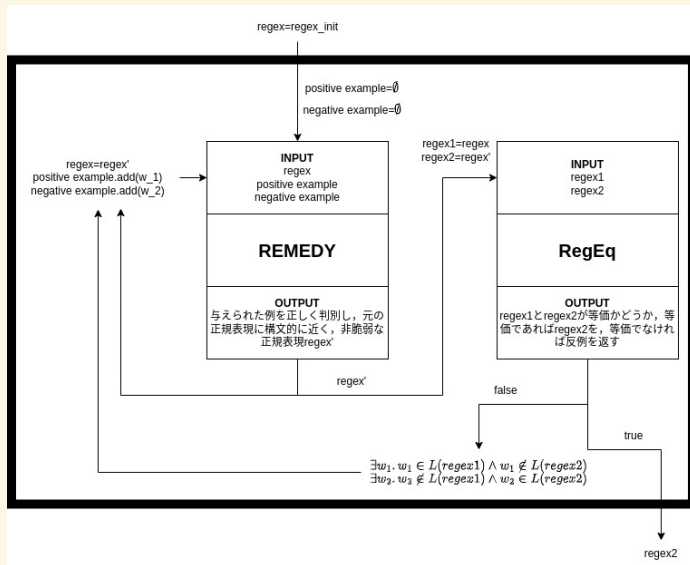 regex=regex_init
positive example=∅
negative example=∅
regex=regex'
positive example.add(w_1)
negative example.add(w_2)
INPUT
regex
positive example
negative example
REMEDY
OUTPUT
与えられた例を正しく判別し，元の
正規表現に構文的に近く，非脆弱な
正規表現regex'
regex'
regex1=regex
regex2=regex'
INPUT
regex1
regex2
RegEq
OUTPUT
regex1とregex2が等価かどうか，等
価であればregex2を，等価でなけれ
ば反例を返す
false
true
∃w₁.w₁ ∈ L(regex1) ∧ w₁ ∉ L(regex2)
∃w₂.w₂ ∉ L(regex1) ∧ w₂ ∈ L(regex2)
regex2